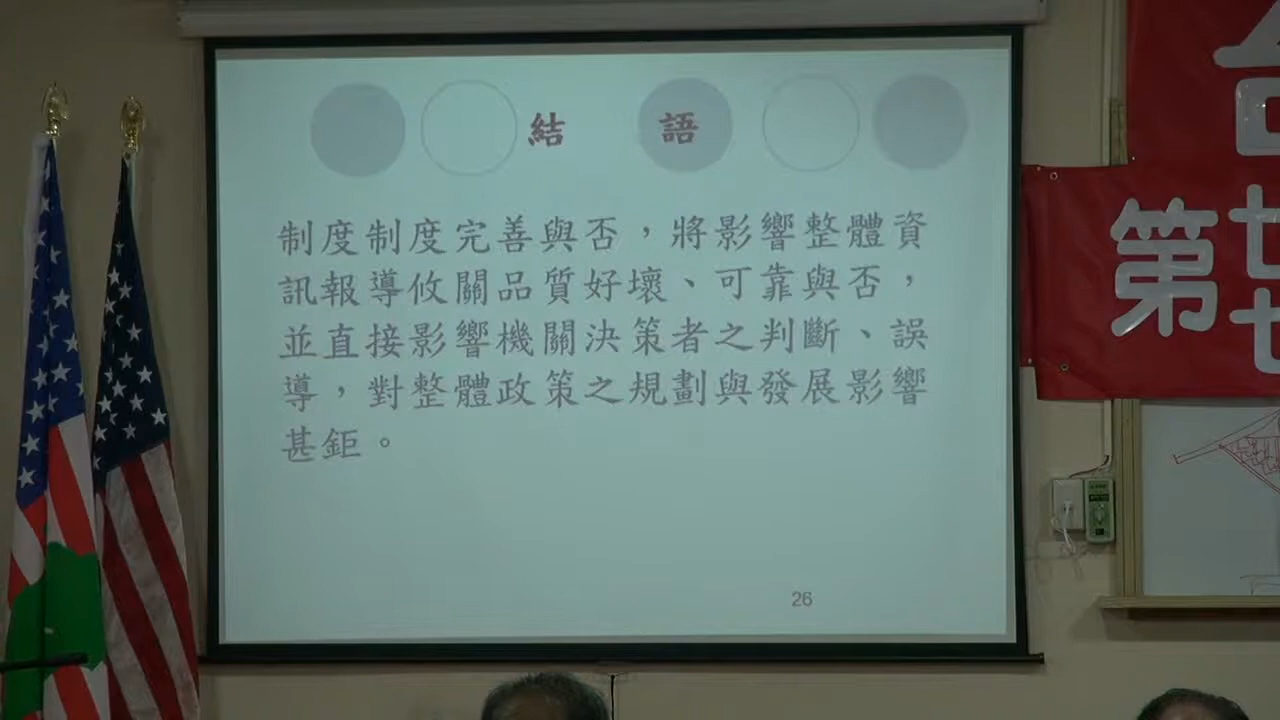 結 語
制度制度完善與否，將影響整體資
訊報導攸關品質好壞、可靠與否，
並直接影響機關決策者之判斷、誤
導，對整體政策之規劃與發展影響
甚鉅。
26
第